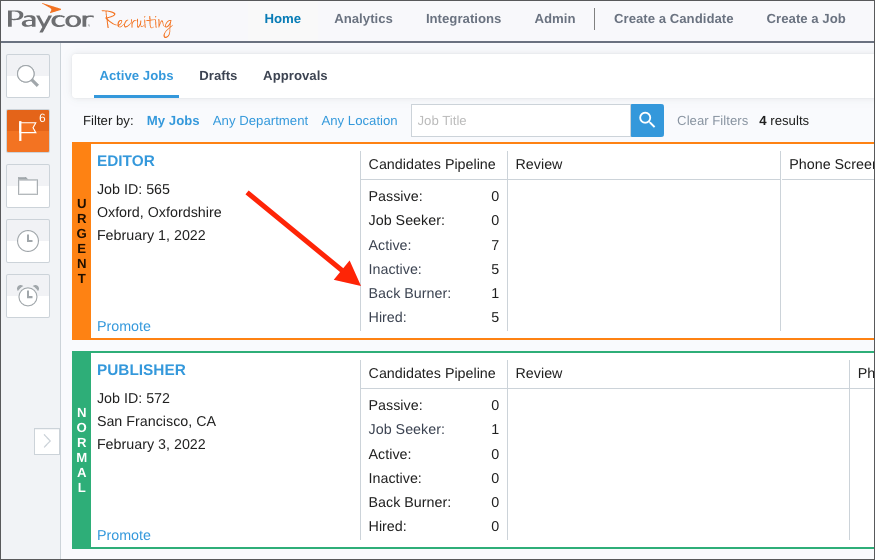 Paycor Recruiting Home Analytics Integrations Admin Create a Candidate Create a Job
6
Active Jobs Drafts Approvals
Filter by: My Jobs Any Department Any Location Job Title Clear Filters 4 results
URGENT
EDITOR
Job ID: 565
Oxford, Oxfordshire
February 1, 2022
Promote
Candidates Pipeline Review Phone Screen
Passive: 0
Job Seeker: 0
Active: 7
Inactive: 5
Back Burner: 1
Hired: 5
NORMAL
PUBLISHER
Job ID: 572
San Francisco, CA
February 3, 2022
Promote
Candidates Pipeline Review Ph
Passive: 0
Job Seeker: 1
Active: 0
Inactive: 0
Back Burner: 0
Hired: 0